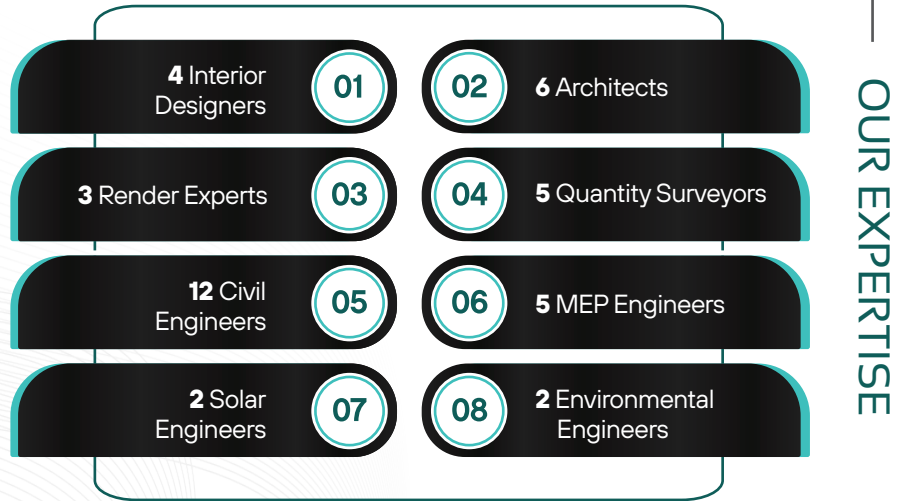 4 Interior
Designers
01
02
6 Architects
3 Render Experts
03
04
5 Quantity Surveyors
12 Civil
Engineers
05
06
5 MEP Engineers
2 Solar
Engineers
07
08
2 Environmental
Engineers
OUR EXPERTISE